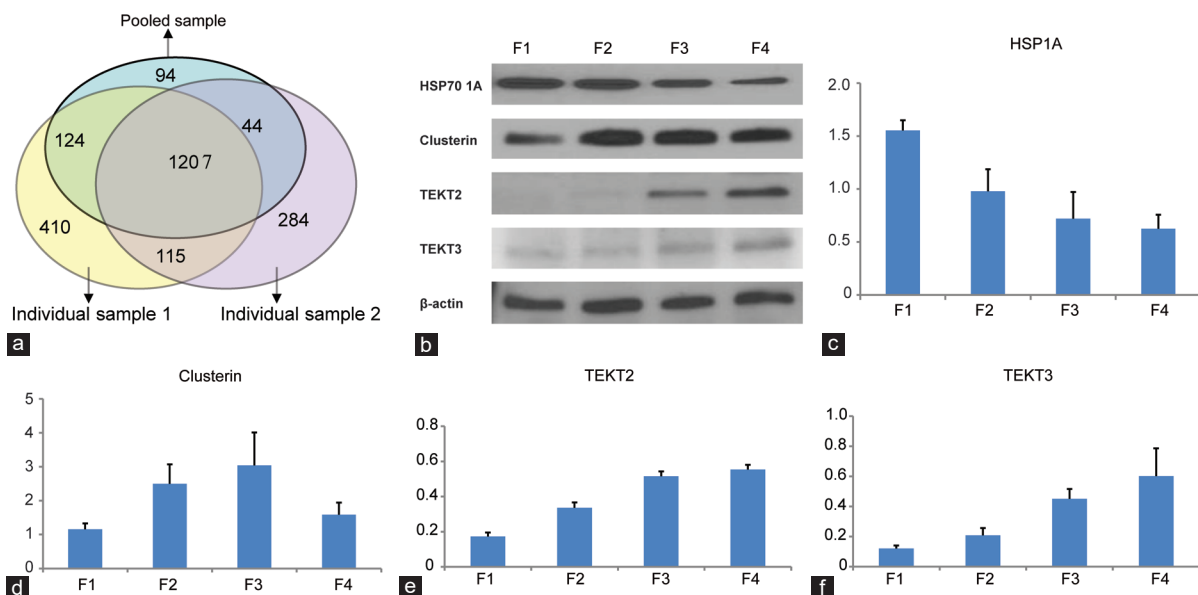 Pooled sample
94
124
44
120 7
410
284
115
Individual sample 1
Individual sample 2
a
F1 F2 F3 F4
HSP70 1A
Clusterin
TEKT2
TEKT3
β-actin
b
HSP1A
2.0
1.5
1.0
0.5
0
F1 F2 F3 F4
c
Clusterin
5
4
3
2
1
0
F1 F2 F3 F4
d
TEKT2
0.8
0.6
0.4
0.2
0
F1 F2 F3 F4
e
TEKT3
1.0
0.8
0.6
0.4
0.2
0
F1 F2 F3 F4
f